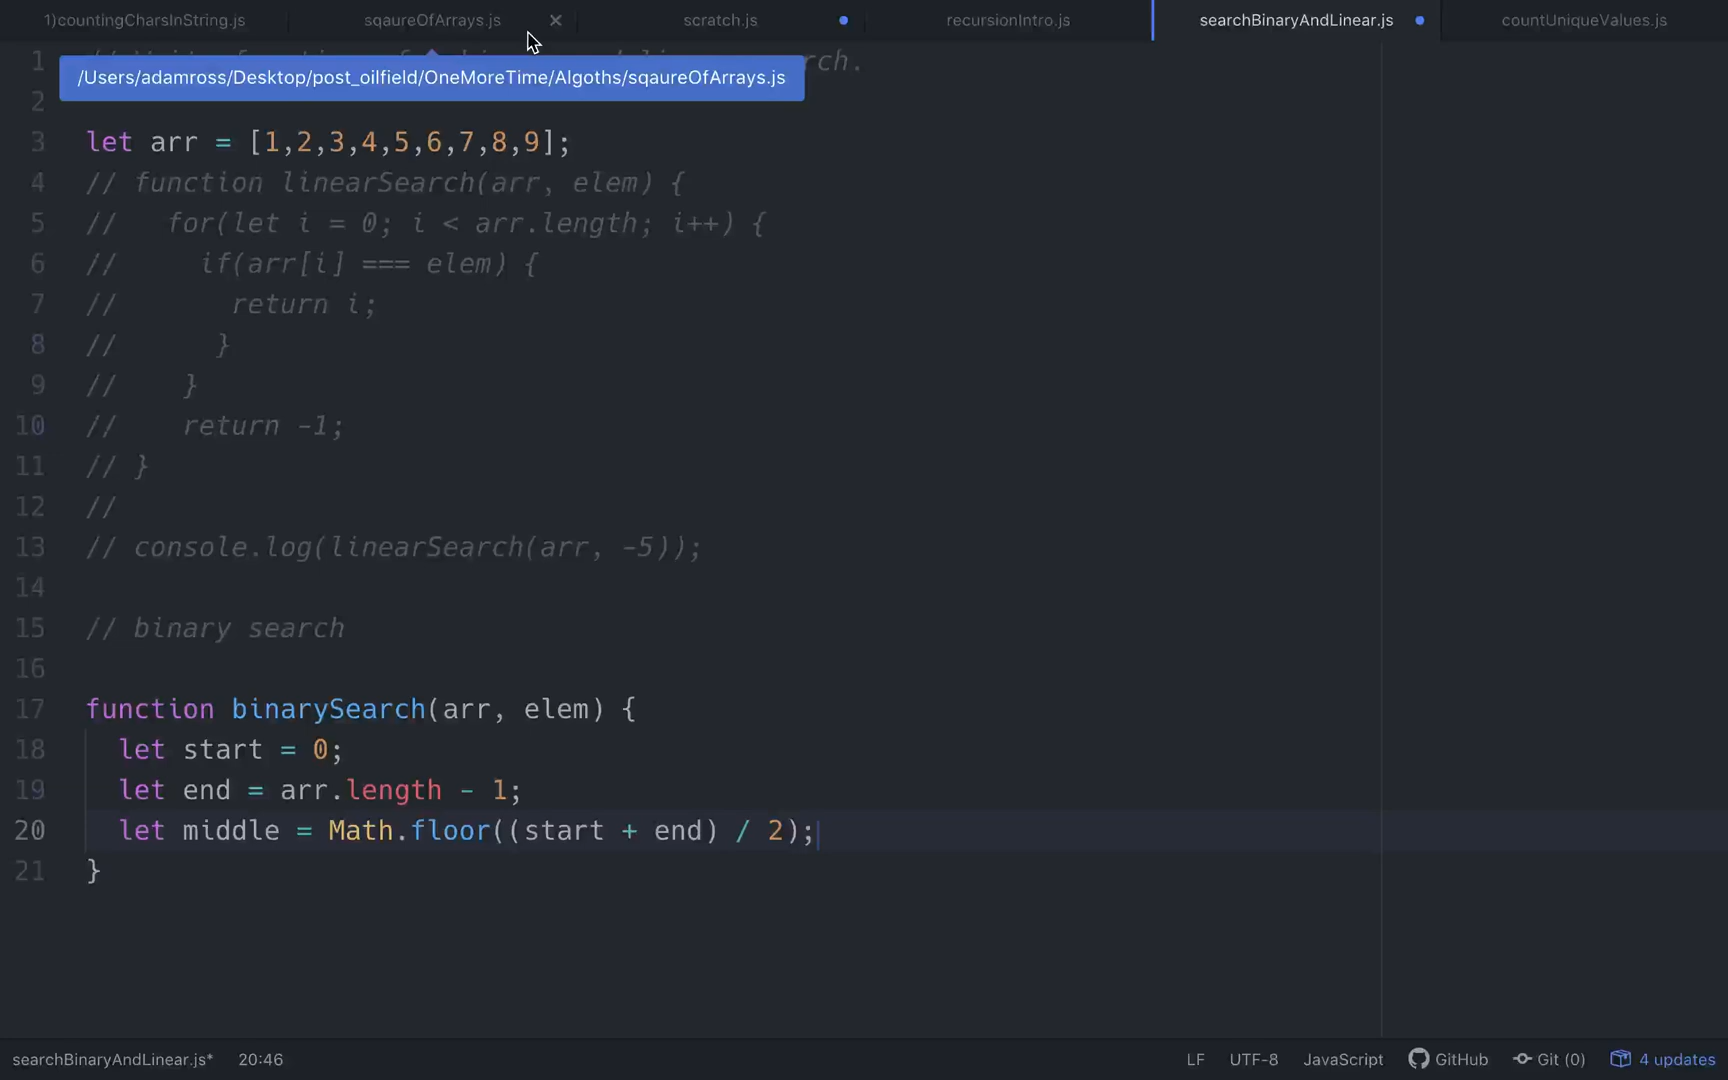 1)countingCharsInString.js sqaureOfArrays.js scratch.js recursionIntro.js searchBinaryAndLinear.js countUniqueValues.js
/Users/adamross/Desktop/post_oilfield/OneMoreTime/Algoths/sqaureOfArrays.js
1 rch.
2
3 let arr = [1,2,3,4,5,6,7,8,9];
4 // function linearSearch(arr, elem) {
5 //   for(let i = 0; i < arr.length; i++) {
6 //     if(arr[i] === elem) {
7 //       return i;
8 //      }
9 //    }
10 //    return -1;
11 // }
12 //
13 // console.log(linearSearch(arr, -5));
14
15 // binary search
16
17 function binarySearch(arr, elem) {
18   let start = 0;
19   let end = arr.length - 1;
20   let middle = Math.floor((start + end) / 2);
21 }
searchBinaryAndLinear.js* 20:46 LF UTF-8 JavaScript GitHub Git (0) 4 updates